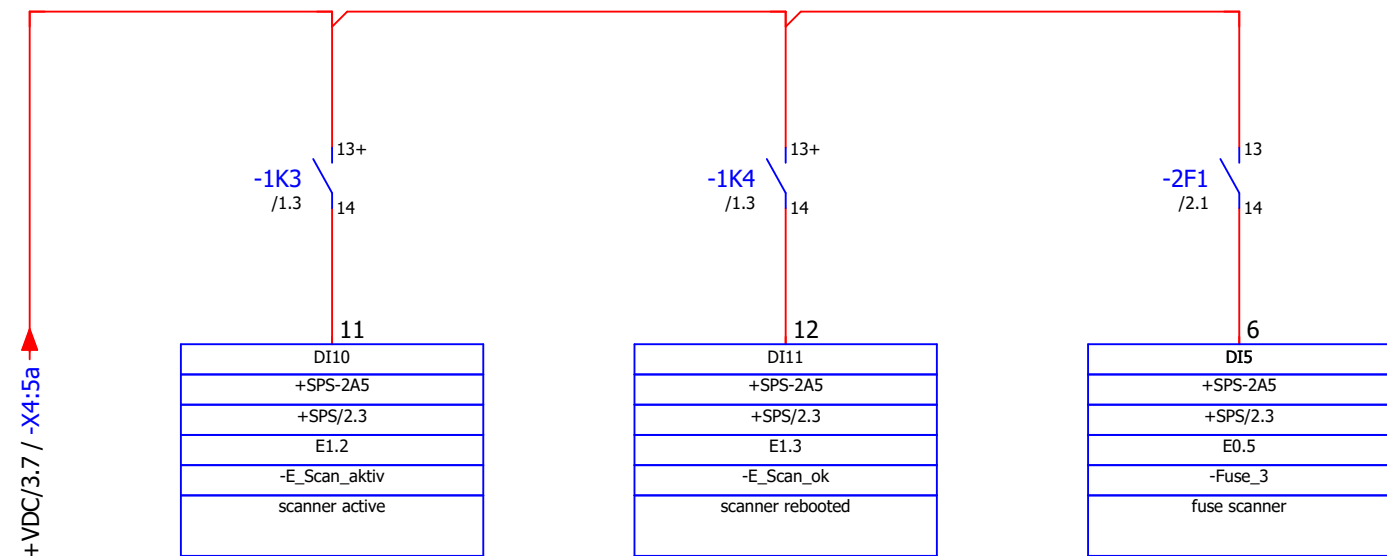 13+
-1K3
/1.3
14
13+
-1K4
/1.3
14
13
-2F1
/2.1
14
+VDC/3.7 / -X4:5a
11
DI10
+SPS-2A5
+SPS/2.3
E1.2
-E_Scan_aktiv
scanner active
12
DI11
+SPS-2A5
+SPS/2.3
E1.3
-E_Scan_ok
scanner rebooted
6
DI5
+SPS-2A5
+SPS/2.3
E0.5
-Fuse_3
fuse scanner